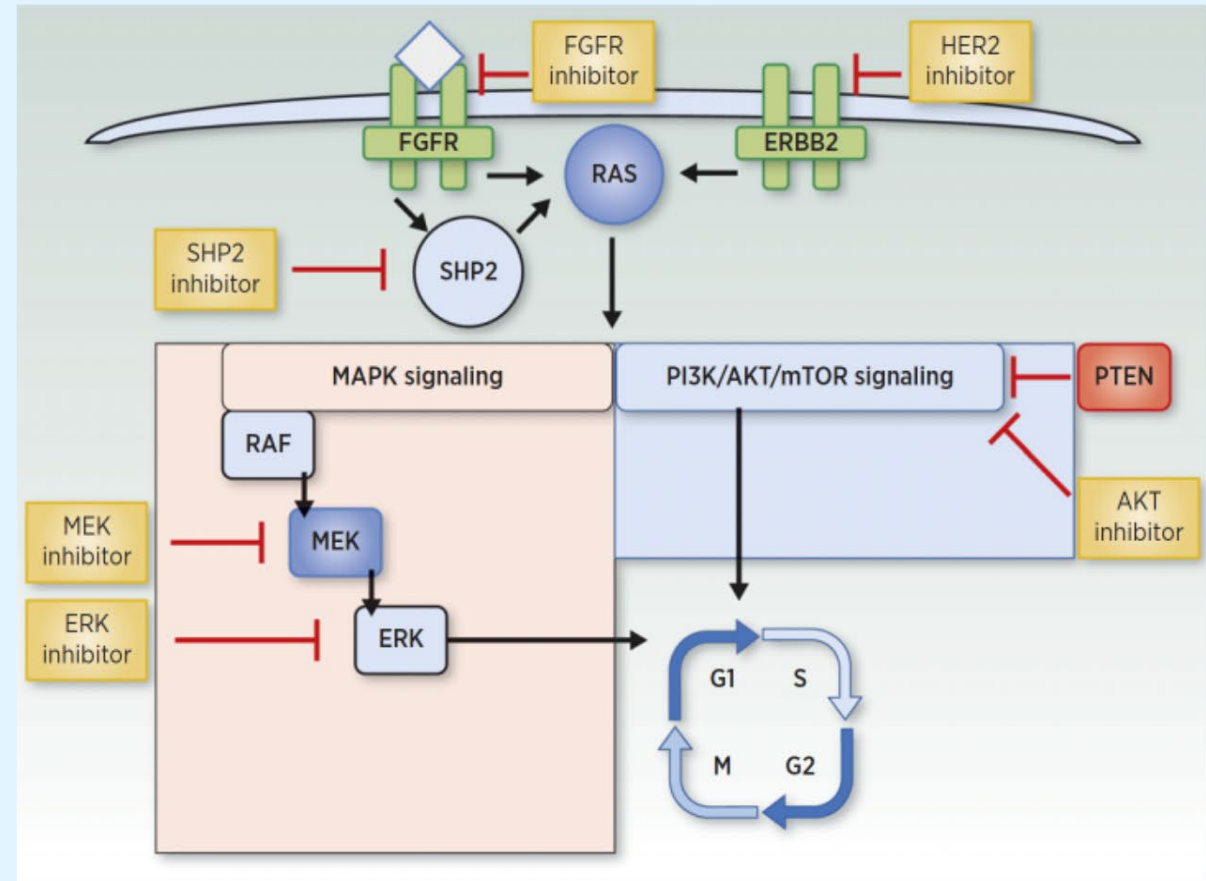 FGFR
inhibitor
HER2
inhibitor
FGFR
RAS
ERBB2
SHP2
inhibitor
SHP2
MAPK signaling
PI3K/AKT/mTOR signaling
PTEN
RAF
MEK
inhibitor
MEK
AKT
inhibitor
ERK
inhibitor
ERK
G1
S
M
G2